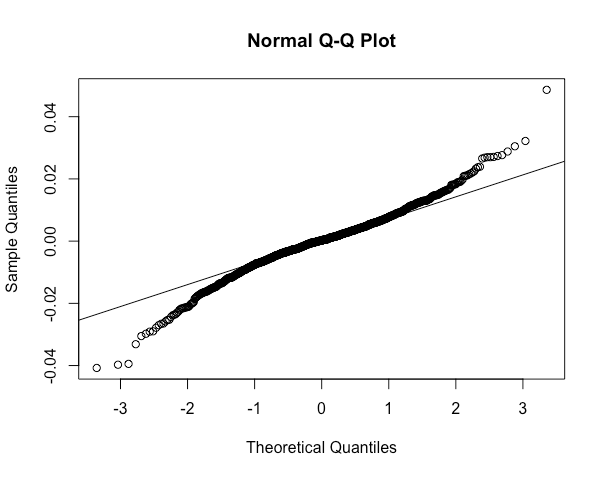 Normal Q-Q Plot
Sample Quantiles
0.04
0.02
0.00
-0.02
-0.04
-3 -2 -1 0 1 2 3
Theoretical Quantiles